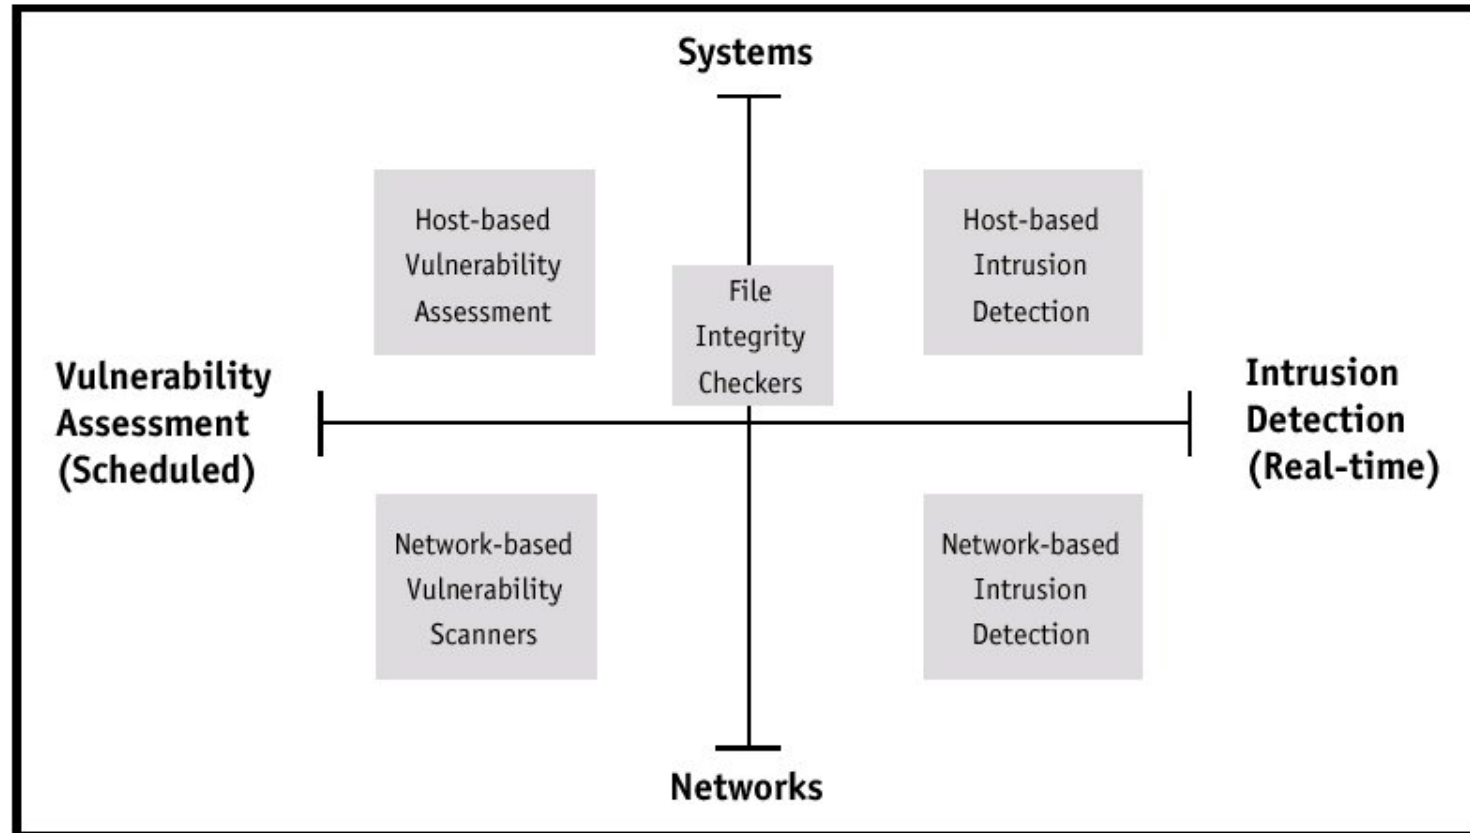 Systems
Host-based
Vulnerability
Assessment
File
Integrity
Checkers
Host-based
Intrusion
Detection
Vulnerability
Assessment
(Scheduled)
Intrusion
Detection
(Real-time)
Network-based
Vulnerability
Scanners
Network-based
Intrusion
Detection
Networks